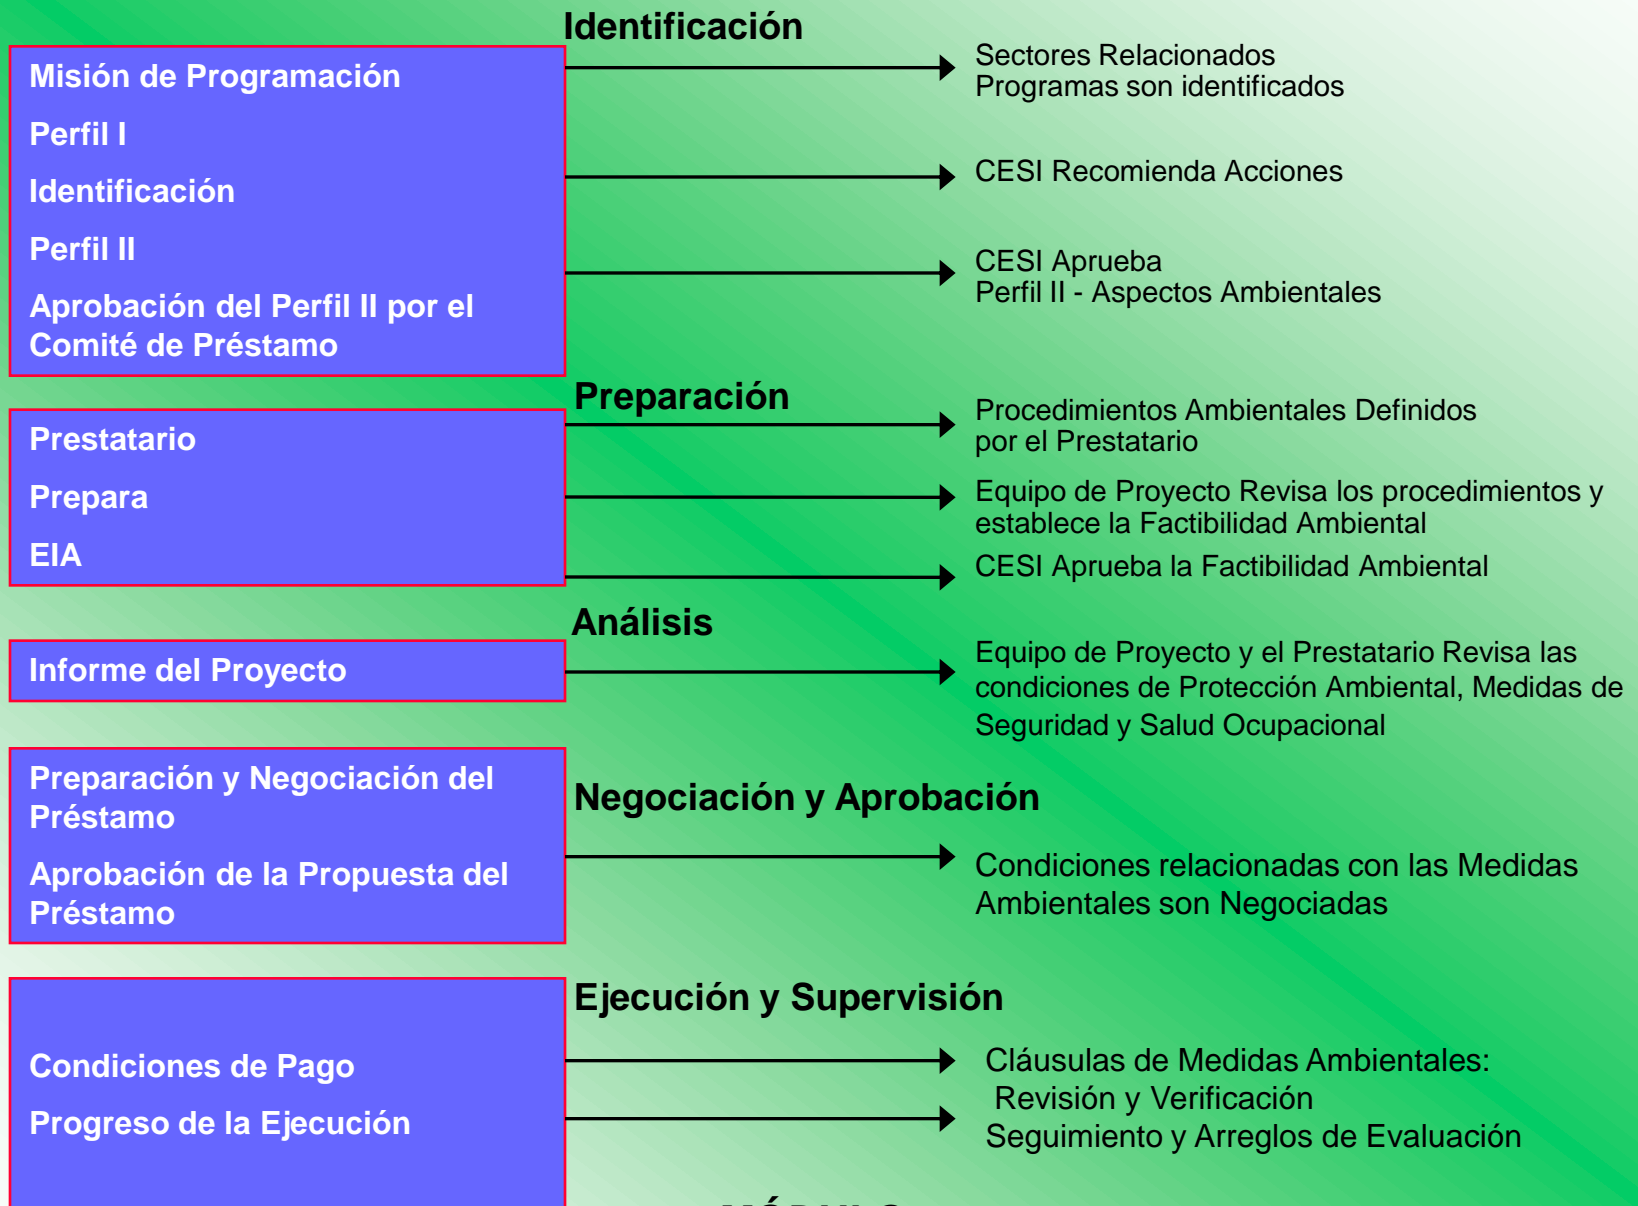 Identificación
Misión de Programación
Perfil I
Identificación
Perfil II
Aprobación del Perfil II por el
Comité de Préstamo
Sectores Relacionados
Programas son identificados
CESI Recomienda Acciones
CESI Aprueba
Perfil II - Aspectos Ambientales
Preparación
Prestatario
Prepara
EIA
Procedimientos Ambientales Definidos
por el Prestatario
Equipo de Proyecto Revisa los procedimientos y
establece la Factibilidad Ambiental
CESI Aprueba la Factibilidad Ambiental
Análisis
Informe del Proyecto
Equipo de Proyecto y el Prestatario Revisa las
condiciones de Protección Ambiental, Medidas de
Seguridad y Salud Ocupacional
Negociación y Aprobación
Preparación y Negociación del
Préstamo
Aprobación de la Propuesta del
Préstamo
Condiciones relacionadas con las Medidas
Ambientales son Negociadas
Ejecución y Supervisión
Condiciones de Pago
Progreso de la Ejecución
Cláusulas de Medidas Ambientales:
Revisión y Verificación
Seguimiento y Arreglos de Evaluación